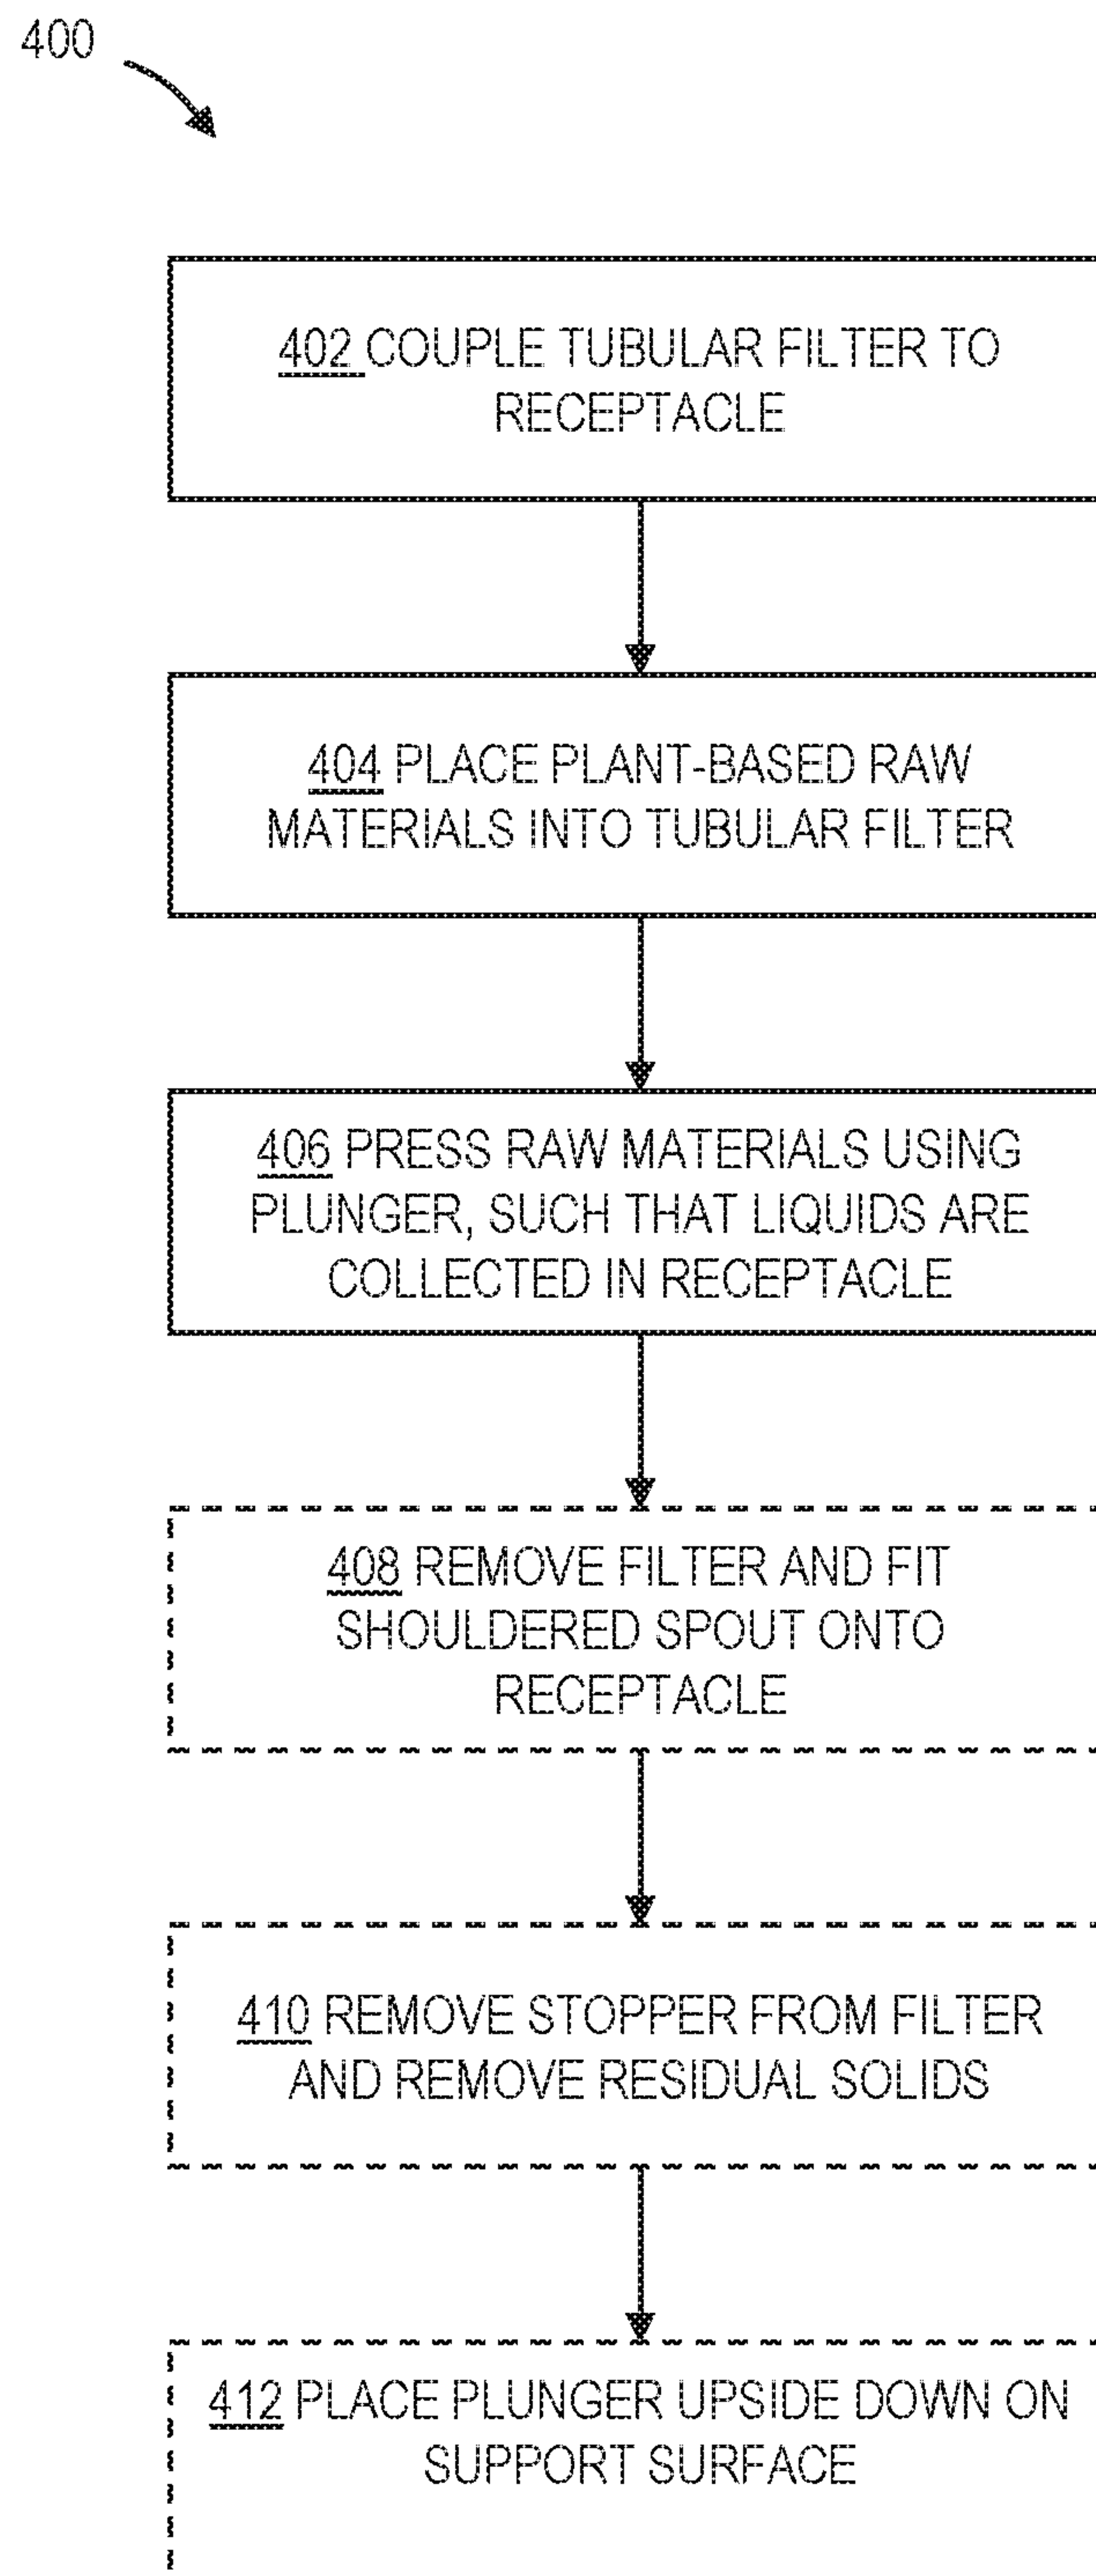 400
402 COUPLE TUBULAR FILTER TO
RECEPTACLE
404 PLACE PLANT-BASED RAW
MATERIALS INTO TUBULAR FILTER
406 PRESS RAW MATERIALS USING
PLUNGER, SUCH THAT LIQUIDS ARE
COLLECTED IN RECEPTACLE
408 REMOVE FILTER AND FIT
SHOULDERED SPOUT ONTO
RECEPTACLE
410 REMOVE STOPPER FROM FILTER
AND REMOVE RESIDUAL SOLIDS
412 PLACE PLUNGER UPSIDE DOWN ON
SUPPORT SURFACE